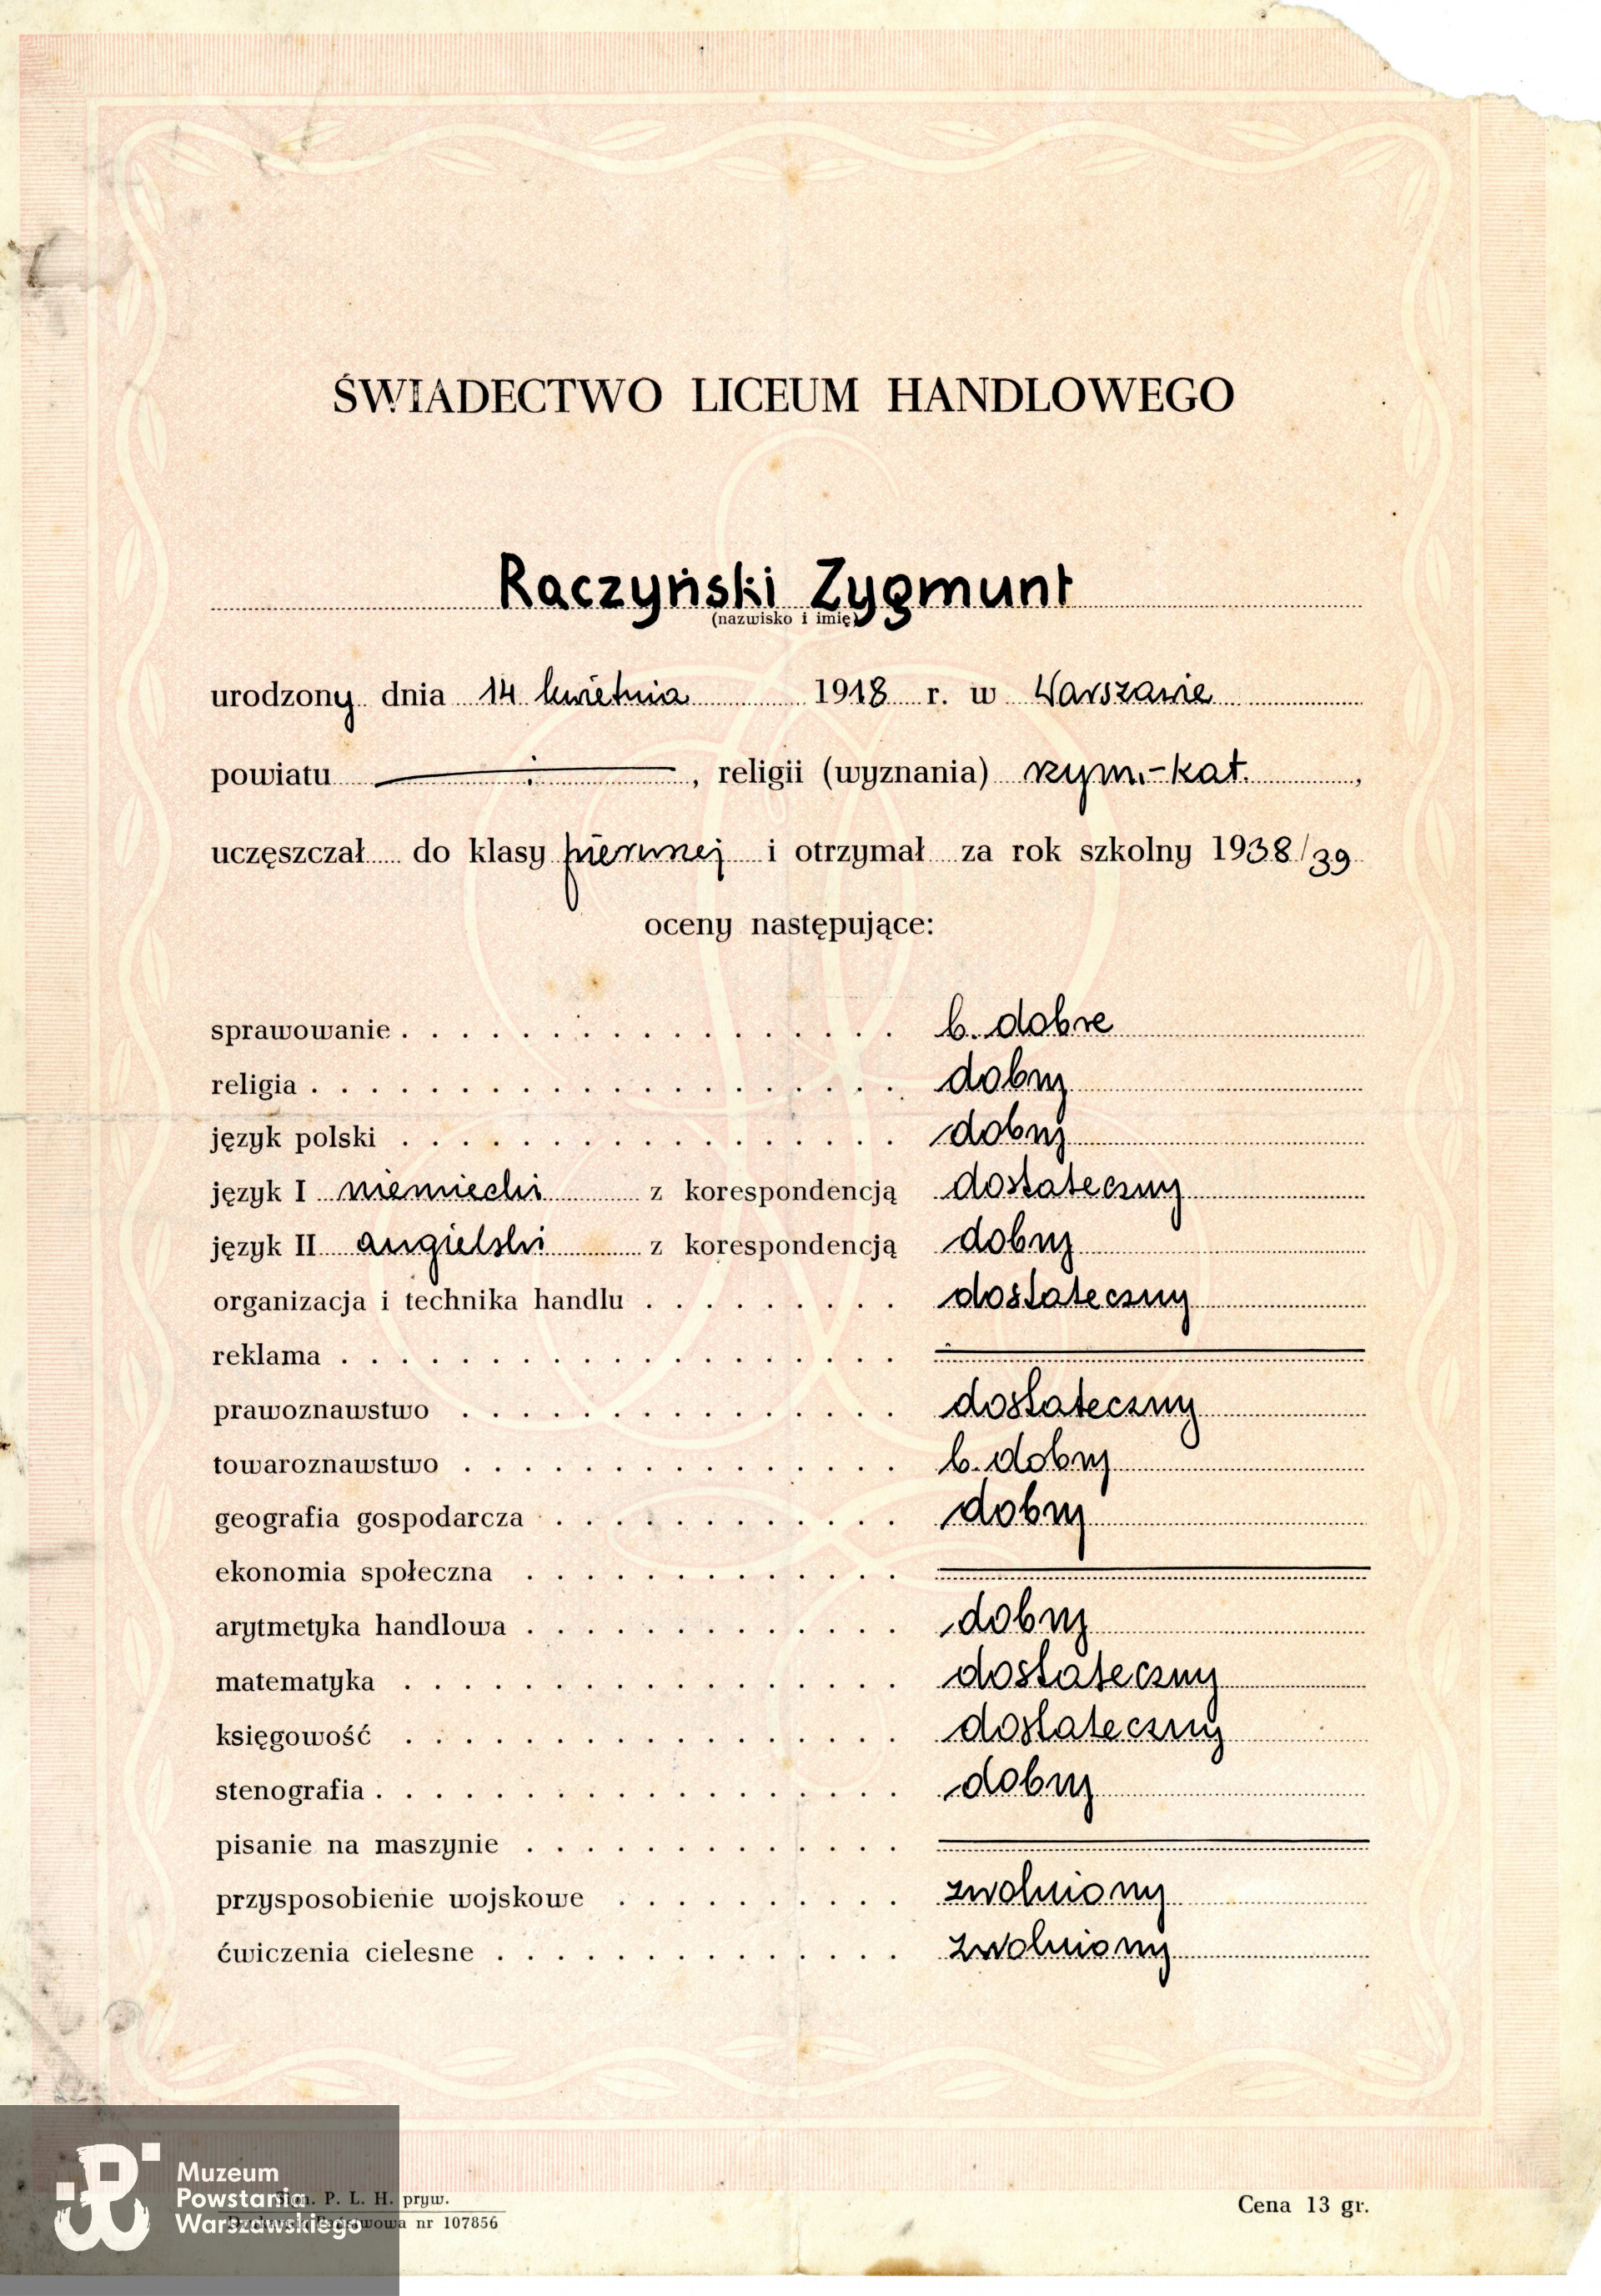 ŚWIADECTWO LICEUM HANDLOWEGO
Raczyński Zygmunt
(nazwisko i imię)
urodzony dnia 14 kwietnia 1918 r. w Warszawie
powiatu , religii (wyznania) rzym.-kat. ,
uczęszczał do klasy pierwszej i otrzymał za rok szkolny 1938/39
oceny następujące:
sprawowanie . . . . . . . . . . . . . . . . . b. dobre
religia . . . . . . . . . . . . . . . . . . . . dobry
język polski . . . . . . . . . . . . . . . . . dobry
język I niemiecki z korespondencją dostateczny
język II angielski z korespondencją dobry
organizacja i technika handlu . . . . . . . . . dostateczny
reklama . . . . . . . . . . . . . . . . . . .
prawoznawstwo . . . . . . . . . . . . . . . dostateczny
towaroznawstwo . . . . . . . . . . . . . . . b. dobry
geografia gospodarcza . . . . . . . . . . . . dobry
ekonomia społeczna . . . . . . . . . . . . .
arytmetyka handlowa . . . . . . . . . . . . . dobry
matematyka . . . . . . . . . . . . . . . . . dostateczny
księgowość . . . . . . . . . . . . . . . . . dostateczny
stenografia . . . . . . . . . . . . . . . . . . dobry
pisanie na maszynie . . . . . . . . . . . . .
przysposobienie wojskowe . . . . . . . . . . zwolniony
ćwiczenia cielesne . . . . . . . . . . . . . . zwolniony
Muzeum
Powstania
Warszawskiego
P. L. H. pryw.
nr 107856
Cena 13 gr.